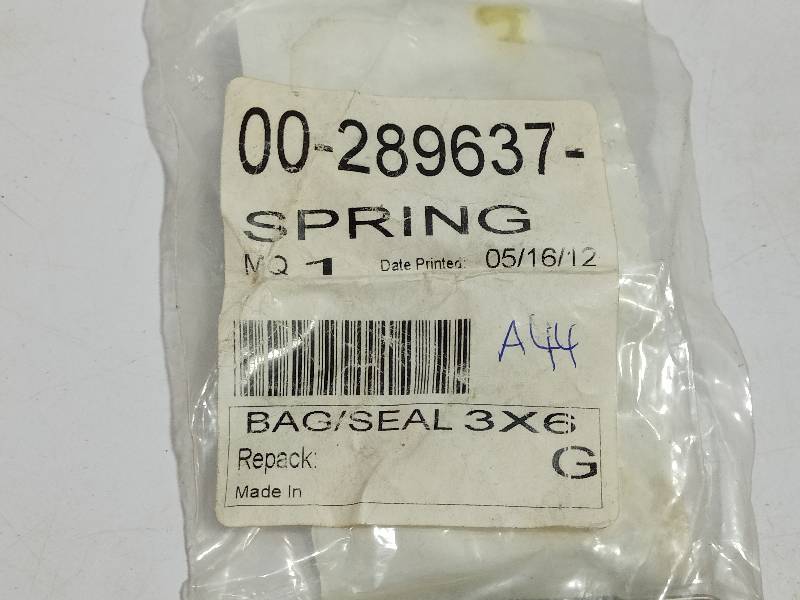 00-289637-
SPRING
MQ 1 Date Printed: 05/16/12
A44
BAG/SEAL 3X6
Repack: G
Made In